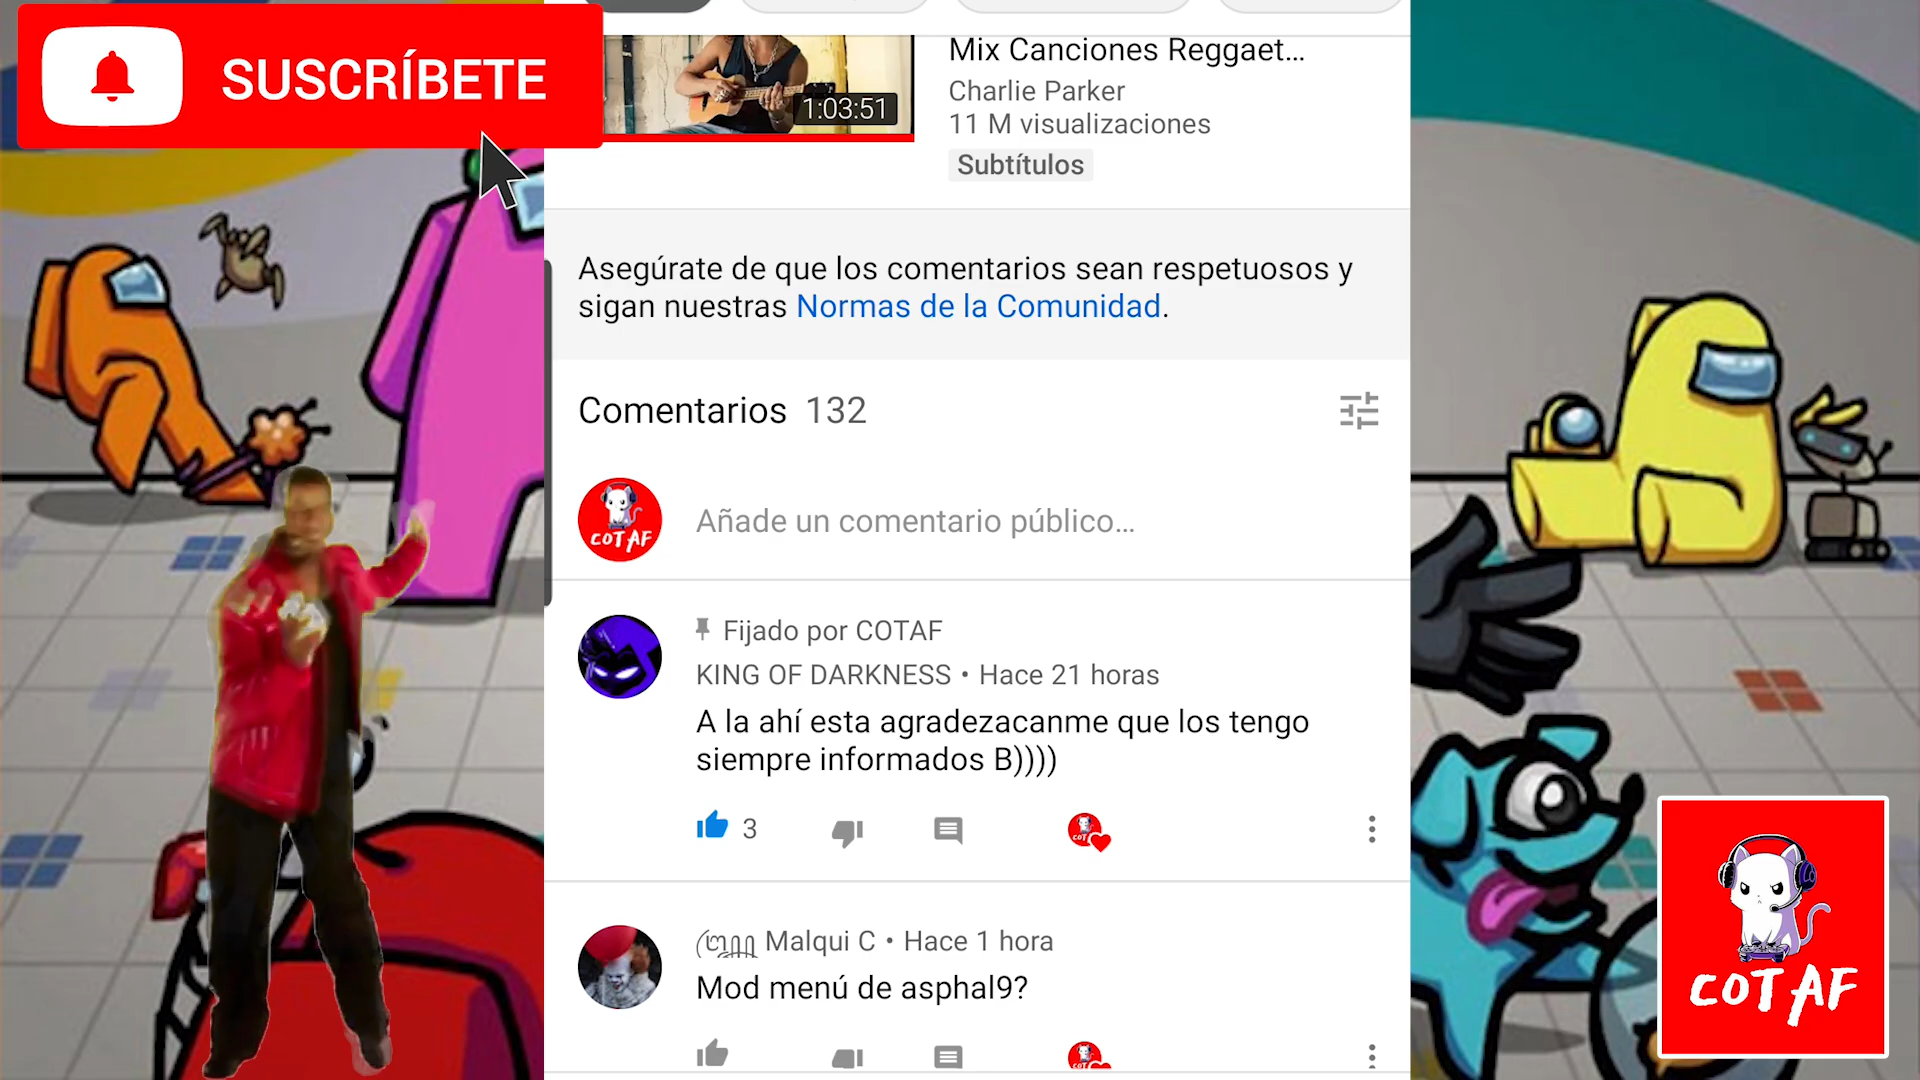 SUSCRÍBETE
1:03:51
Mix Canciones Reggaet...
Charlie Parker
11 M visualizaciones
Subtítulos
Asegúrate de que los comentarios sean respetuosos y
sigan nuestras Normas de la Comunidad.
Comentarios 132
COTAF
Añade un comentario público...
Fijado por COTAF
KING OF DARKNESS • Hace 21 horas
A la ahí esta agradezacanme que los tengo
siempre informados B))))
3
Malqui C • Hace 1 hora
Mod menú de asphal9?
COTAF